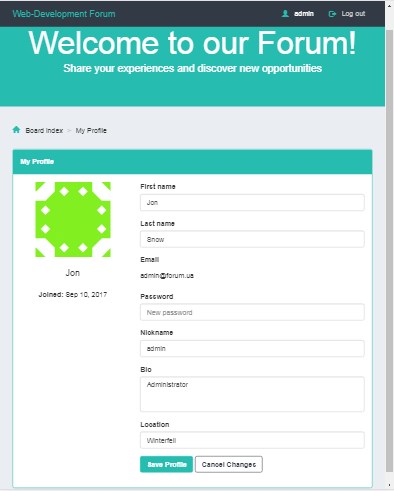 Web-Development Forum
admin
Log out
Welcome to our Forum!
Share your experiences and discover new opportunities
Board Index > My Profile
My Profile
First name
Jon
Last name
Snow
Email
admin@forum.ua
Jon
Joined: Sep 10, 2017
Password
New password
Nickname
admin
Bio
Administrator
Location
Winterfell
Save Profile
Cancel Changes